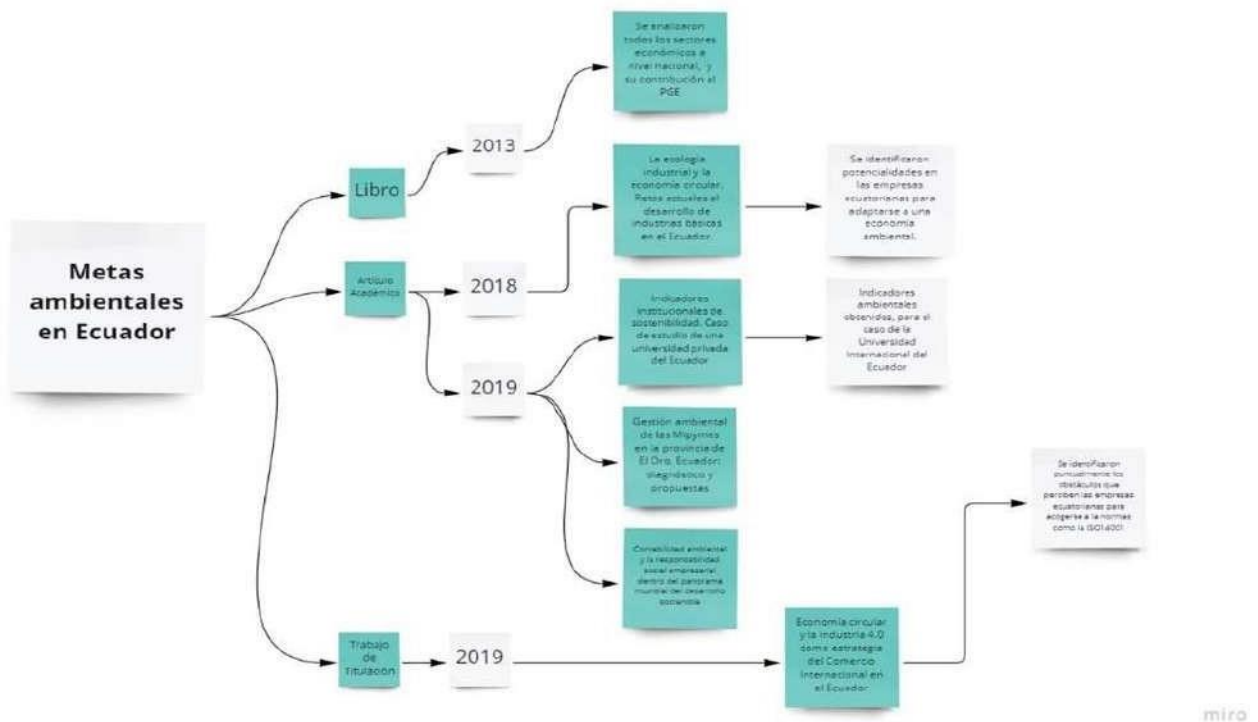 Metas
ambientales
en Ecuador
Libro
2013
Se analizaron
todos los sectores
económicos a
nivel nacional, y
su contribución al
PGE
Artículo
Académico
2018
La ecología
industrial y la
economía circular.
Retos actuales al
desarrollo de
industrias básicas
en el Ecuador.
Se identificaron
potencialidades en
las empresas
ecuatorianas para
adaptarse a una
economía
ambiental.
2019
Indicadores
institucionales de
sostenibilidad. Caso
de estudio de una
universidad privada
del Ecuador
Indicadores
ambientales
obtenidos, para el
caso de la
Universidad
Internacional del
Ecuador
Gestión ambiental
de las Mipymes
en la provincia de
El Oro, Ecuador:
diagnóstico y
propuestas
Contabilidad ambiental
y la responsabilidad
social empresarial
dentro del panorama
mundial del desarrollo
sostenible
Trabajo
de
Titulación
2019
Economía circular
y la industria 4.0
como estrategia
del Comercio
Internacional en
el Ecuador
Se identificaron
puntualmente los
obstáculos que
perciben las empresas
ecuatorianas para
acogerse a la normas
como la
miro